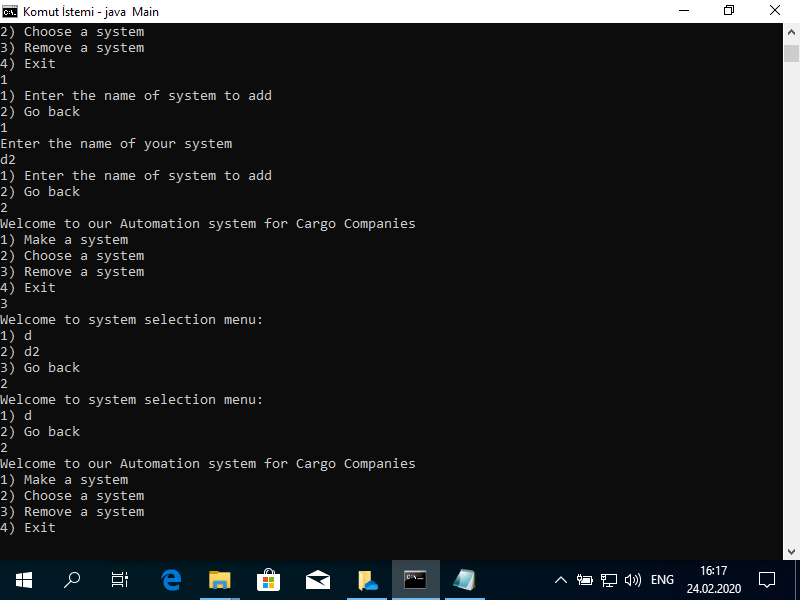 Komut İstemi - java  Main
2) Choose a system
3) Remove a system
4) Exit
1
1) Enter the name of system to add
2) Go back
1
Enter the name of your system
d2
1) Enter the name of system to add
2) Go back
2
Welcome to our Automation system for Cargo Companies
1) Make a system
2) Choose a system
3) Remove a system
4) Exit
3
Welcome to system selection menu:
1) d
2) d2
3) Go back
2
Welcome to system selection menu:
1) d
2) Go back
2
Welcome to our Automation system for Cargo Companies
1) Make a system
2) Choose a system
3) Remove a system
4) Exit
ENG
16:17
24.02.2020